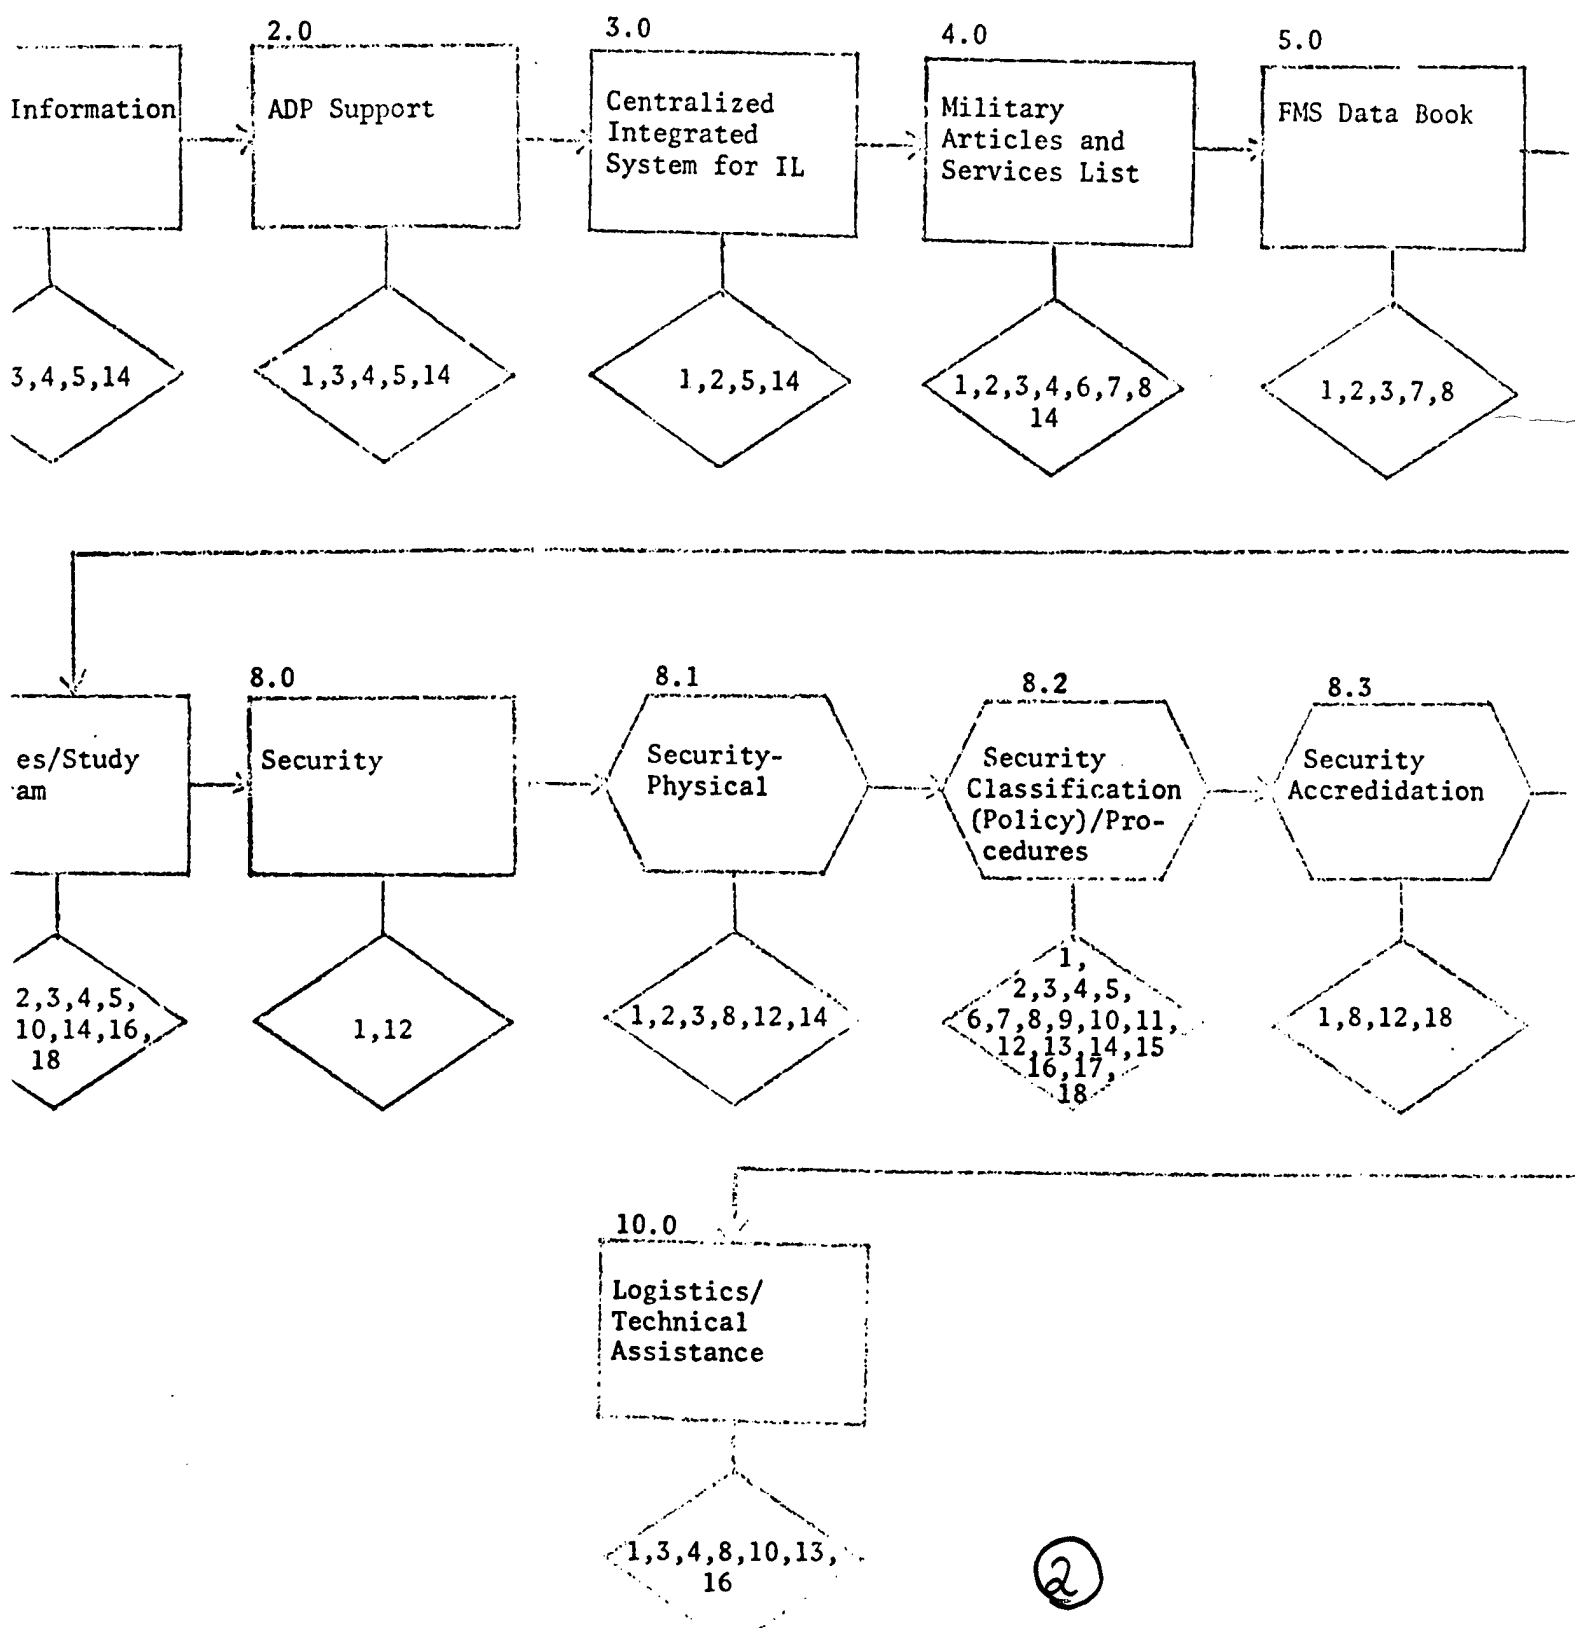 2.0
3.0
4.0
5.0
Information
ADP Support
Centralized
Integrated
System for IL
Military
Articles and
Services List
FMS Data Book
3,4,5,14
1,3,4,5,14
1,2,5,14
1,2,3,4,6,7,8
14
1,2,3,7,8
8.0
8.1
8.2
8.3
es/Study
am
Security
Security-
Physical
Security
Classification
(Policy)/Pro-
cedures
Security
Accredidation
2,3,4,5,
10,14,16,
18
1,12
1,2,3,8,12,14
1,
2,3,4,5,
6,7,8,9,10,11,
12,13,14,15
16,17,
18
1,8,12,18
10.0
Logistics/
Technical
Assistance
1,3,4,8,10,13,
16
2